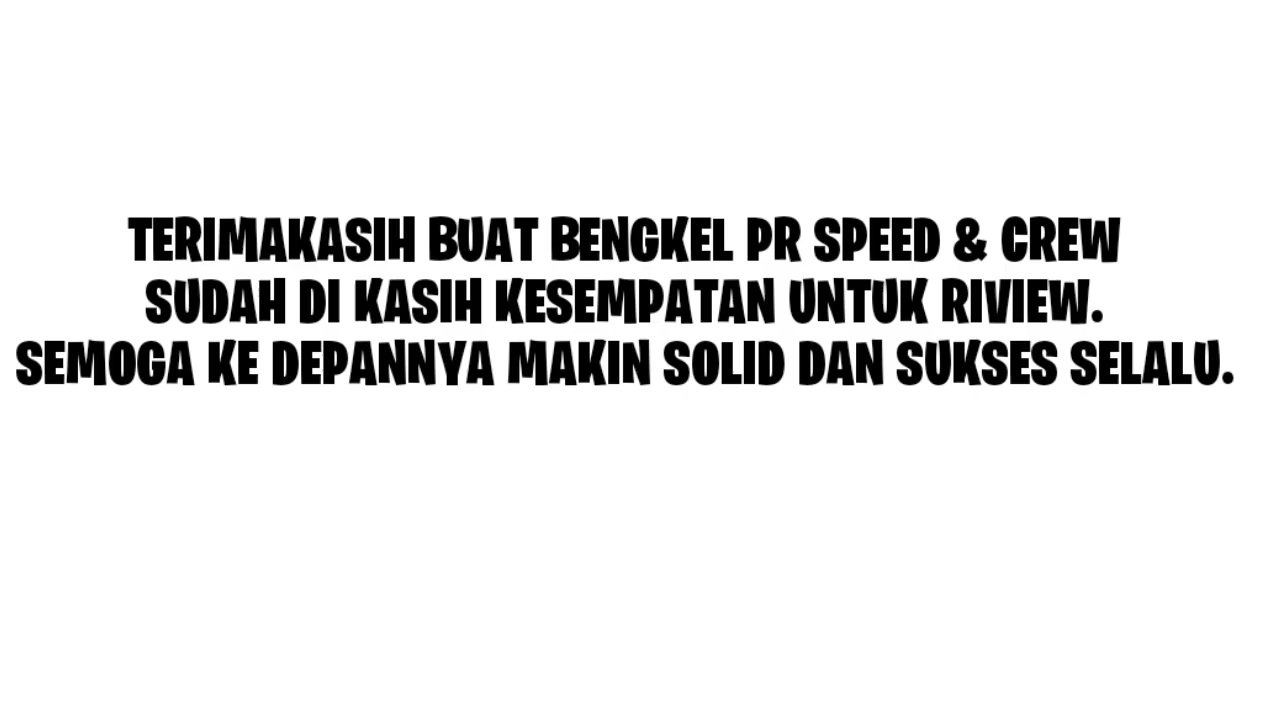 TERIMAKASIH BUAT BENGKEL PR SPEED & CREW
SUDAH DI KASIH KESEMPATAN UNTUK RIVIEW.
SEMOGA KE DEPANNYA MAKIN SOLID DAN SUKSES SELALU.